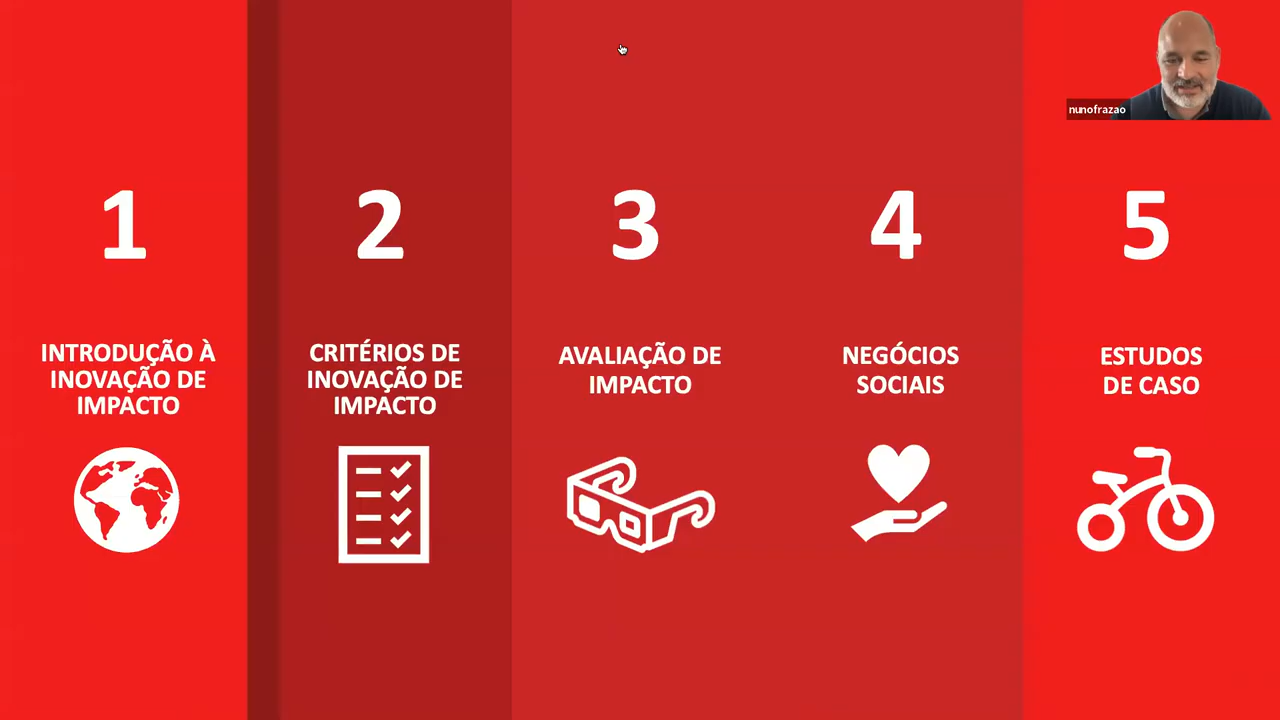 nunofrazao
1
INTRODUÇÃO À
INOVAÇÃO DE
IMPACTO
2
CRITÉRIOS DE
INOVAÇÃO DE
IMPACTO
3
AVALIAÇÃO DE
IMPACTO
4
NEGÓCIOS
SOCIAIS
5
ESTUDOS
DE CASO